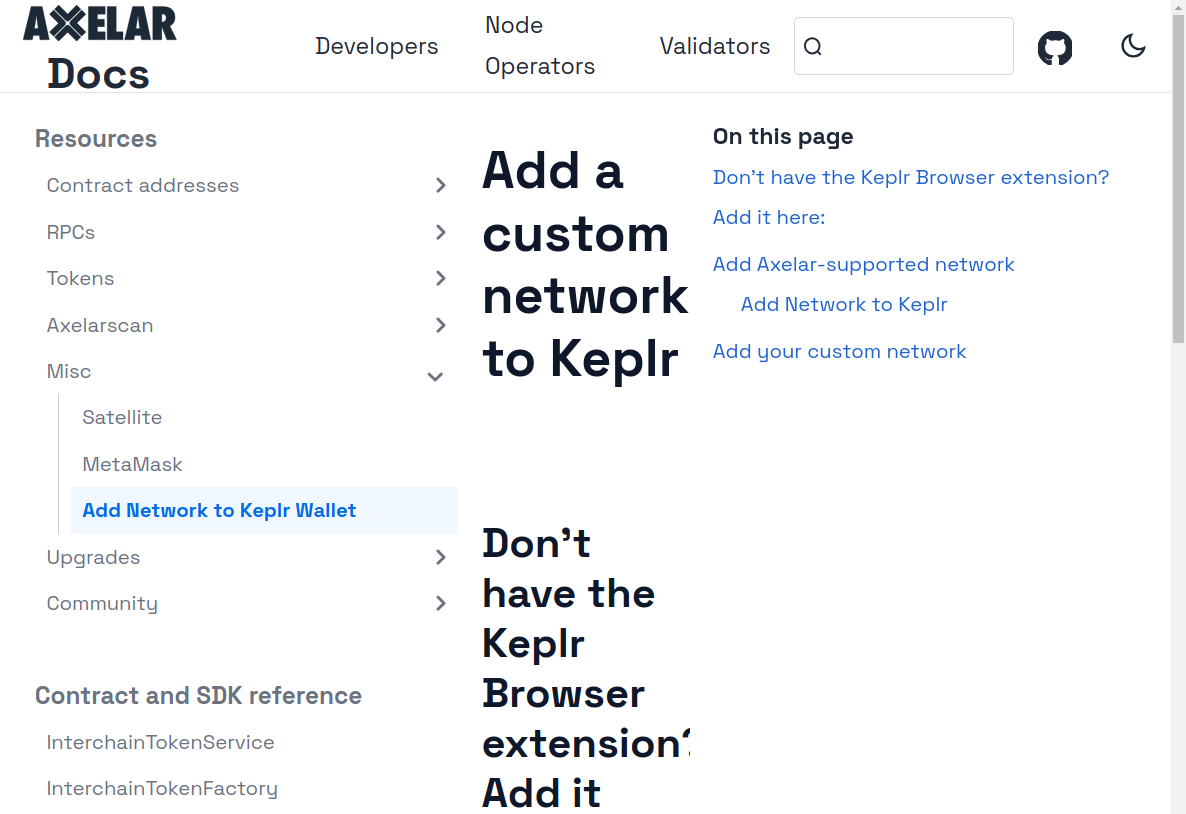 AXELAR
Docs
Developers
Node
Operators
Validators
Resources
Contract addresses
RPCs
Tokens
Axelarscan
Misc
Satellite
MetaMask
Add Network to Keplr Wallet
Upgrades
Community
Contract and SDK reference
InterchainTokenService
InterchainTokenFactory
Add a
custom
network
to Keplr
Don’t
have the
Keplr
Browser
extension?
Add it
On this page
Don’t have the Keplr Browser extension?
Add it here:
Add Axelar-supported network
Add Network to Keplr
Add your custom network